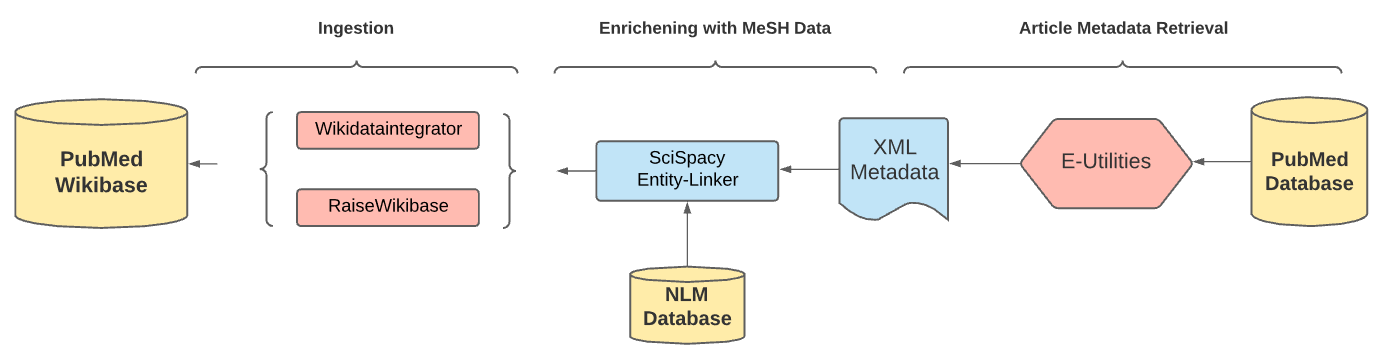 Ingestion
Enrichening with MeSH Data
Article Metadata Retrieval
PubMed
Wikibase
Wikidataintegrator
RaiseWikibase
SciSpacy
Entity-Linker
XML
Metadata
E-Utilities
PubMed
Database
NLM
Database